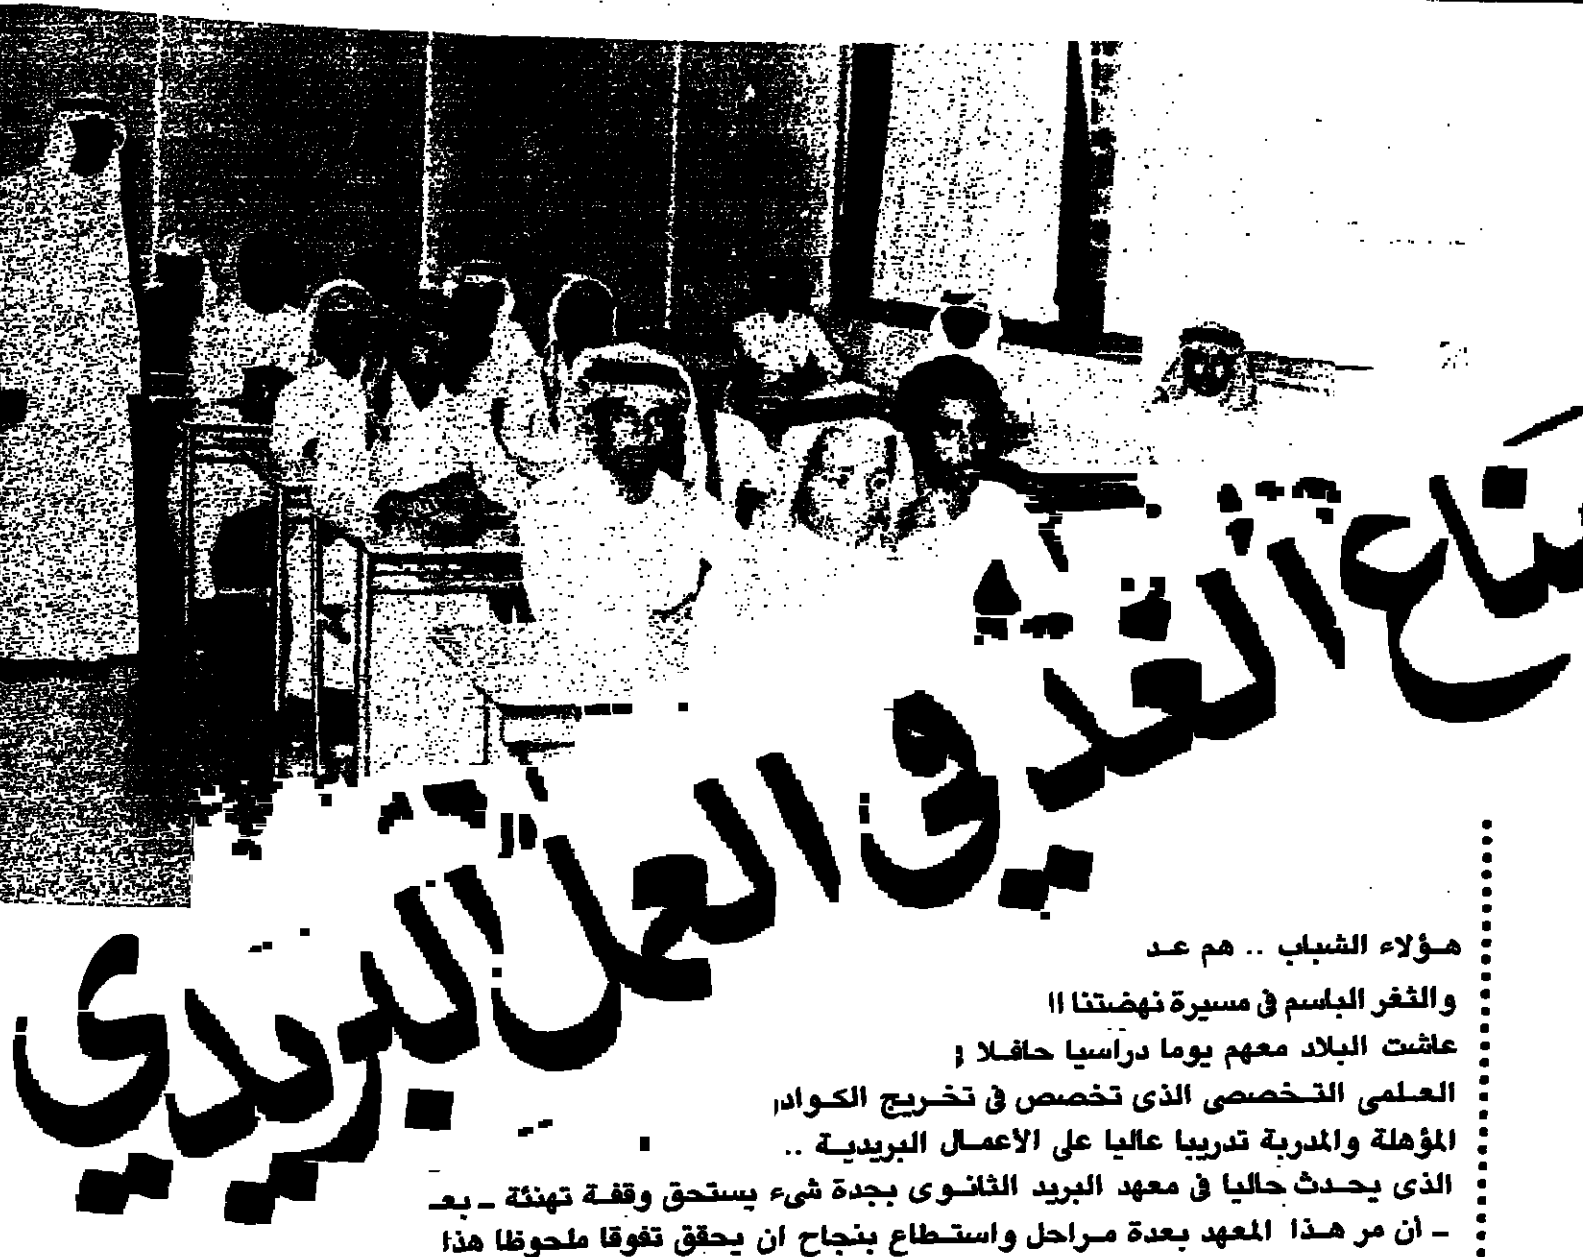 صناع الغد في العمل البريدي
هـؤلاء الشباب .. هم عـد
والثغر الباسم في مسيرة نهضتنا !!
عاشت البلاد معهم يوما دراسيا حافـلا
العـلمى التـخصصى الذى تخصص فى تخـريج الكـوادر
المؤهلة والمدربة تدريبا عاليا على الأعمـال البريديـة ..
الذى يحـدث حاليا فى معهد البريد الثانـوى بجدة شىء يستحق وقفـة تهنئة ـ بعـ
ـ أن مر هـذا المعهد بعدة مـراحل واستـطاع بنجاح ان يحقق تفوقا ملحوظا هذا